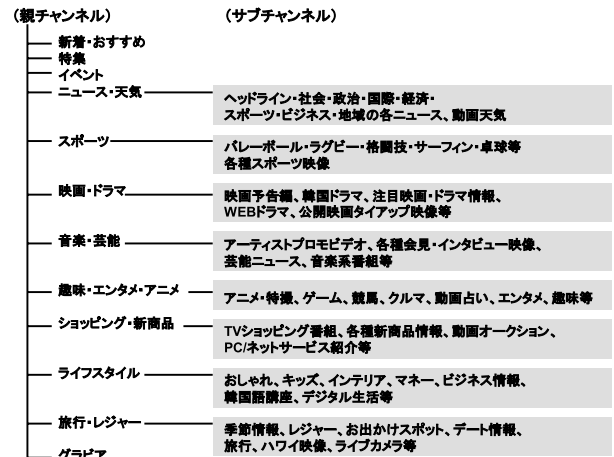 （親チャンネル）
（サブチャンネル）
新着・おすすめ
特集
イベント
ニュース・天気
ヘッドライン・社会・政治・国際・経済・
スポーツ・ビジネス・地域の各ニュース、動画天気
スポーツ
バレーボール・ラグビー・格闘技・サーフィン・卓球等
各種スポーツ映像
映画・ドラマ
映画予告編、韓国ドラマ、注目映画・ドラマ情報、
WEBドラマ、公開映画タイアップ映像等
音楽・芸能
アーティストプロモビデオ、各種会見・インタビュー映像、
芸能ニュース、音楽系番組等
趣味・エンタメ・アニメ
アニメ・特撮、ゲーム、競馬、クルマ、動画占い、エンタメ、趣味等
ショッピング・新商品
TVショッピング番組、各種新商品情報、動画オークション、
PC/ネットサービス紹介等
ライフスタイル
おしゃれ、キッズ、インテリア、マネー、ビジネス情報、
韓国語講座、デジタル生活等
旅行・レジャー
季節情報、レジャー、お出かけスポット、デート情報、
旅行、ハワイ映像、ライブカメラ等
グラビア